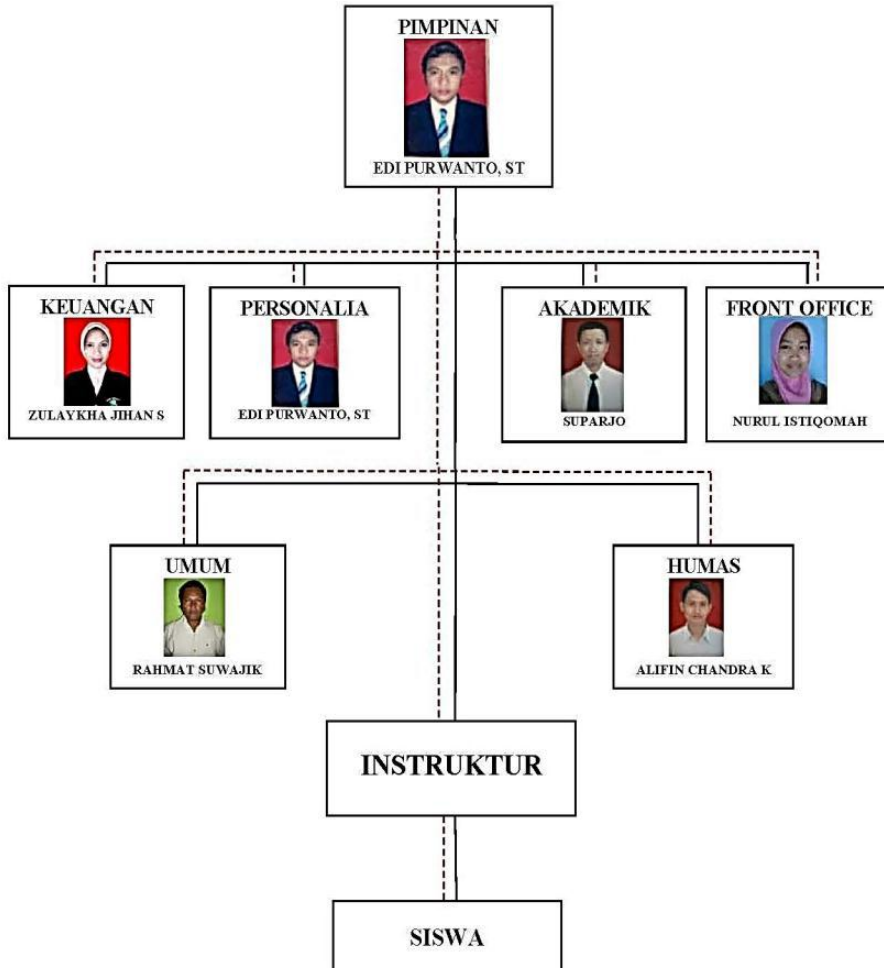 PIMPINAN
EDI PURWANTO, ST
KEUANGAN
ZULAYKHA JIHAN S
PERSONALIA
EDI PURWANTO, ST
AKADEMIK
SUPARJO
FRONT OFFICE
NURUL ISTIQOMAH
UMUM
RAHMAT SUWAJIK
HUMAS
ALIFIN CHANDRA K
INSTRUKTUR
SISWA